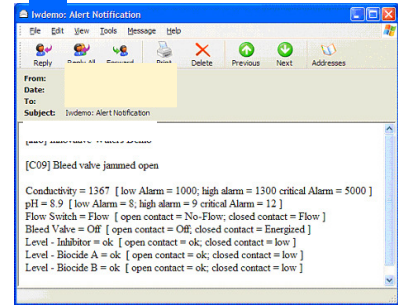 Iwdemo: Alert Notification
File Edit View Tools Message Help
Reply Reply All Forward Print Delete Previous Next Addresses
From:
Date:
To:
Subject: Iwdemo: Alert Notification
Demo
[C09] Bleed valve jammed open
Conductivity = 1367 [ low Alarm = 1000; high alarm = 1300 critical Alarm = 5000 ]
pH = 8.9 [ low Alarm = 8; high alarm = 9 critical Alarm = 12 ]
Flow Switch = Flow [ open contact = No-Flow; closed contact = Flow ]
Bleed Valve = Off [ open contact = Off; closed contact = Energized ]
Level - Inhibitor = ok [ open contact = ok; closed contact = low ]
Level - Biocide A = ok [ open contact = ok; closed contact = low ]
Level - Biocide B = ok [ open contact = ok; closed contact = low ]